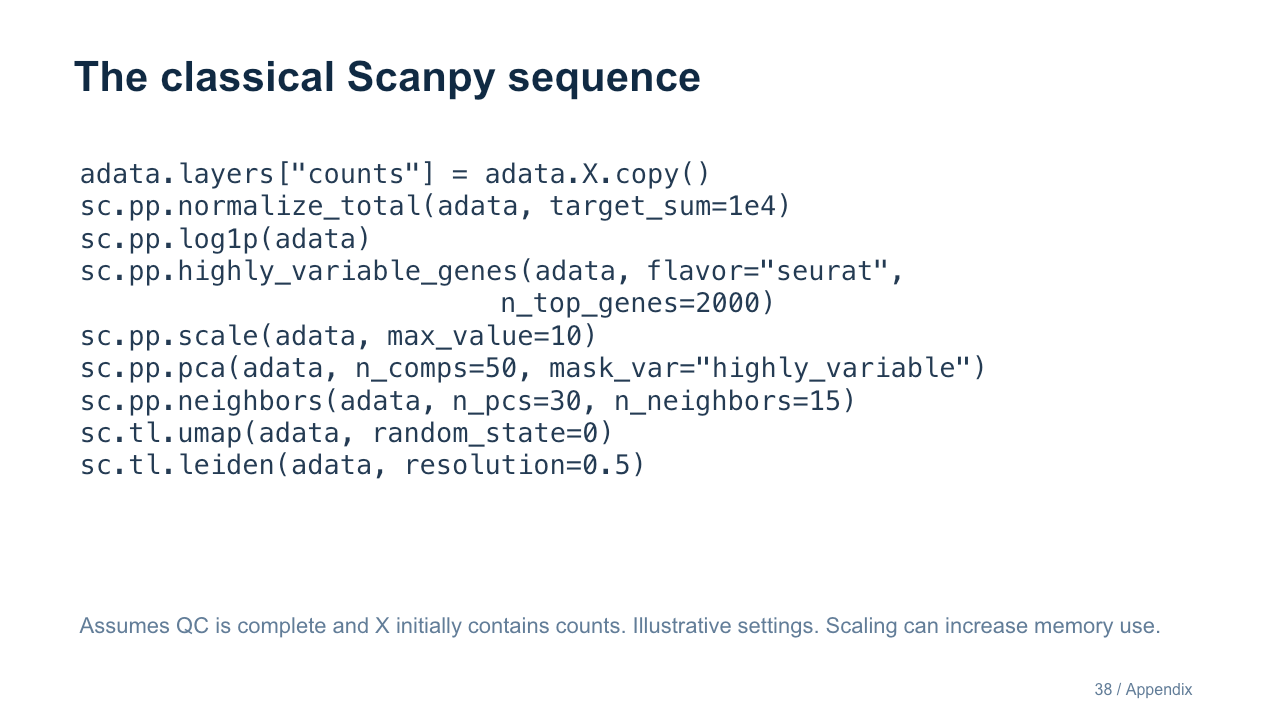 The classical Scanpy sequence
adata.layers["counts"] = adata.X.copy()
sc.pp.normalize_total(adata, target_sum=1e4)
sc.pp.log1p(adata)
sc.pp.highly_variable_genes(adata, flavor="seurat",
                          n_top_genes=2000)
sc.pp.scale(adata, max_value=10)
sc.pp.pca(adata, n_comps=50, mask_var="highly_variable")
sc.pp.neighbors(adata, n_pcs=30, n_neighbors=15)
sc.tl.umap(adata, random_state=0)
sc.tl.leiden(adata, resolution=0.5)
Assumes QC is complete and X initially contains counts. Illustrative settings. Scaling can increase memory use.
38 / Appendix